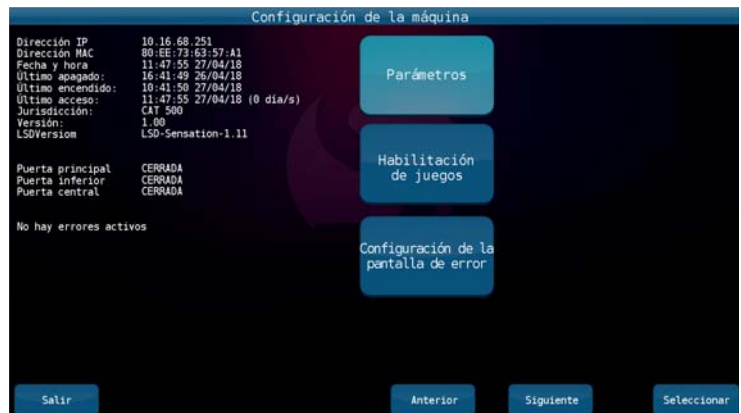 Configuración de la máquina
Dirección IP 10.16.68.251
Dirección MAC 80:EE:73:63:57:A1
Fecha y hora 11:47:55 27/04/18
Último apagado: 16:41:49 26/04/18
Último encendido: 10:41:50 27/04/18
Último acceso: 11:47:55 27/04/18 (0 día/s)
Jurisdicción: CAT 500
Versión: 1.00
LSDVersiom LSD-Sensation-1.11
Puerta principal CERRADA
Puerta inferior CERRADA
Puerta central CERRADA
No hay errores activos
Parámetros
Habilitación
de juegos
Configuración de la
pantalla de error
Salir
Anterior
Siguiente
Seleccionar